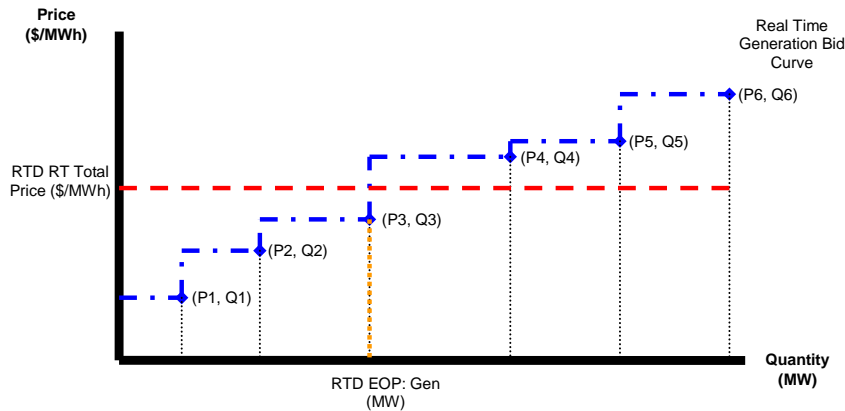 Price
($/MWh)
Real Time
Generation Bid
Curve
(P6, Q6)
(P5, Q5)
(P4, Q4)
RTD RT Total
Price ($/MWh)
(P3, Q3)
(P2, Q2)
(P1, Q1)
Quantity
(MW)
RTD EOP: Gen
(MW)